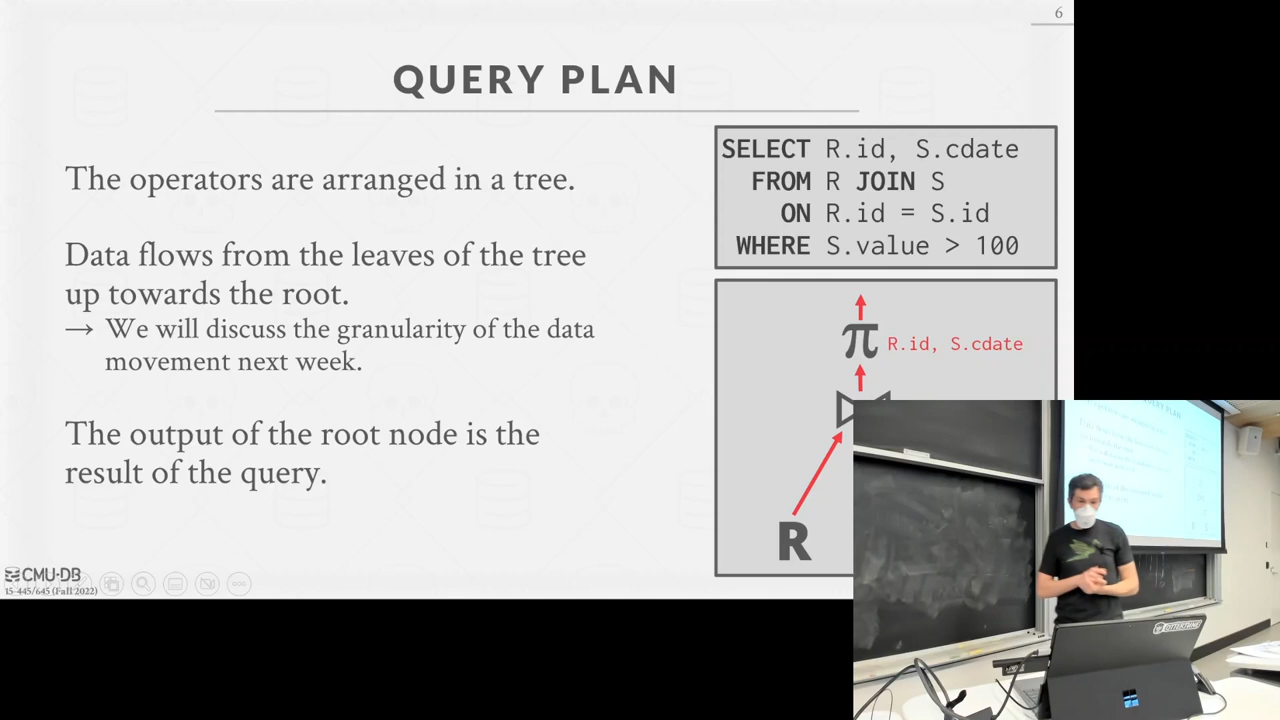 6
QUERY PLAN
The operators are arranged in a tree.
Data flows from the leaves of the tree
up towards the root.
→ We will discuss the granularity of the data
movement next week.
The output of the root node is the
result of the query.
SELECT R.id, S.cdate
FROM R JOIN S
ON R.id = S.id
WHERE S.value > 100
π R.id, S.cdate
R
CMU·DB
15-445/645 (Fall 2022)